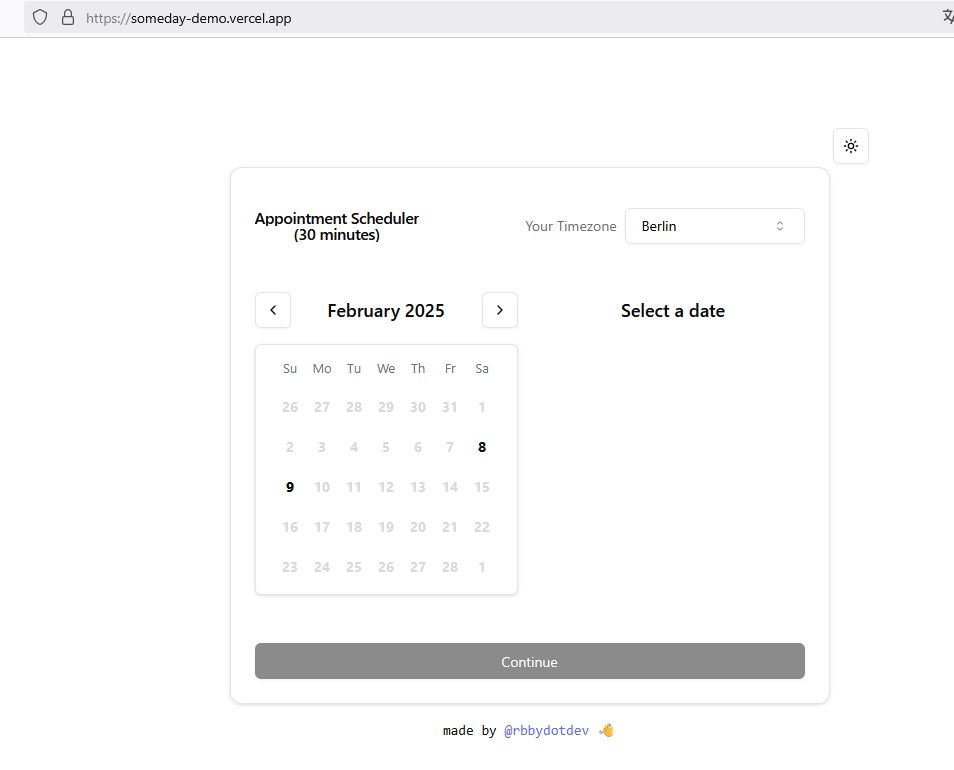 https://someday-demo.vercel.app
Appointment Scheduler
(30 minutes)
Your Timezone Berlin
February 2025
Select a date
Su Mo Tu We Th Fr Sa
26 27 28 29 30 31 1
2 3 4 5 6 7 8
9 10 11 12 13 14 15
16 17 18 19 20 21 22
23 24 25 26 27 28 1
Continue
made by @rbbydotdev 👋